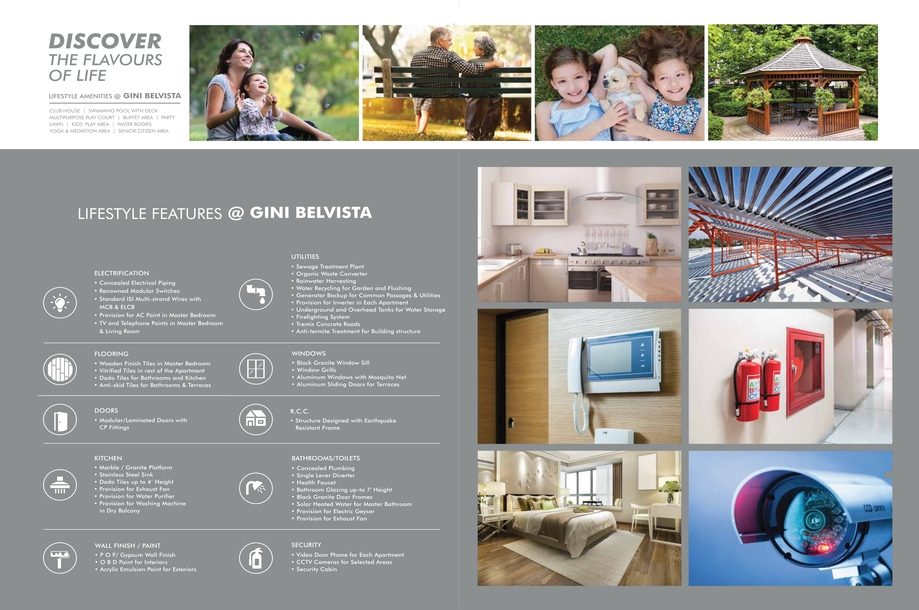 DISCOVER
THE FLAVOURS
OF LIFE
LIFESTYLE AMENITIES @ GINI BELVISTA
CLUB HOUSE | SWIMMING POOL WITH DECK
MULTIPURPOSE PLAY COURT | BUFFET AREA | PARTY
LAWN | KIDS' PLAY AREA | WATER BODIES
YOGA & MEDIATION AREA | SENIOR CITIZEN AREA
LIFESTYLE FEATURES @ GINI BELVISTA
ELECTRIFICATION
• Concealed Electrical Piping
• Renowned Modular Switches
• Standard ISI Multi-strand Wires with
MCB & ELCB
• Provision for AC Point in Master Bedroom
• TV and Telephone Points in Master Bedroom
& Living Room
UTILITIES
• Sewage Treatment Plant
• Organic Waste Converter
• Rainwater Harvesting
• Water Recycling for Garden and Flushing
• Generator Backup for Common Passages & Utilities
• Provision for Inverter in Each Apartment
• Underground and Overhead Tanks for Water Storage
• Firefighting System
• Tremix Concrete Roads
• Anti-termite Treatment for Building structure
FLOORING
• Wooden Finish Tiles in Master Bedroom
• Vitrified Tiles in rest of the Apartment
• Dado Tiles for Bathrooms and Kitchen
• Anti-skid Tiles for Bathrooms & Terraces
WINDOWS
• Black Granite Window Sill
• Window Grills
• Aluminum Windows with Mosquito Net
• Aluminum Sliding Doors for Terraces
DOORS
• Modular/Laminated Doors with
CP Fittings
R.C.C.
• Structure Designed with Earthquake
Resistant Frame
KITCHEN
• Marble / Granite Platform
• Stainless Steel Sink
• Dado Tiles up to 4' Height
• Provision for Exhaust Fan
• Provision for Water Purifier
• Provision for Washing Machine
in Dry Balcony
BATHROOMS/TOILETS
• Concealed Plumbing
• Single Lever Diverter
• Health Faucet
• Bathroom Glazing up-to 7' Height
• Black Granite Door Frames
• Solar Heated Water for Master Bathroom
• Provision for Electric Geyser
• Provision for Exhaust Fan
WALL FINISH / PAINT
• P O P/ Gypsum Wall Finish
• O B D Paint for Interiors
• Acrylic Emulsion Paint for Exteriors
SECURITY
• Video Door Phone for Each Apartment
• CCTV Cameras for Selected Areas
• Security Cabin